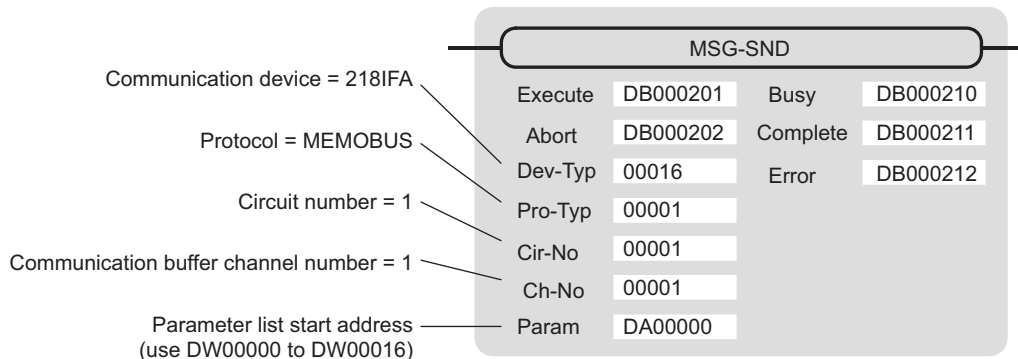 MSG-SND
Communication device = 218IFA
Execute DB000201 Busy DB000210
Protocol = MEMOBUS
Abort DB000202 Complete DB000211
Dev-Typ 00016 Error DB000212
Circuit number = 1
Pro-Typ 00001
Cir-No 00001
Communication buffer channel number = 1
Ch-No 00001
Parameter list start address
(use DW00000 to DW00016)
Param DA00000